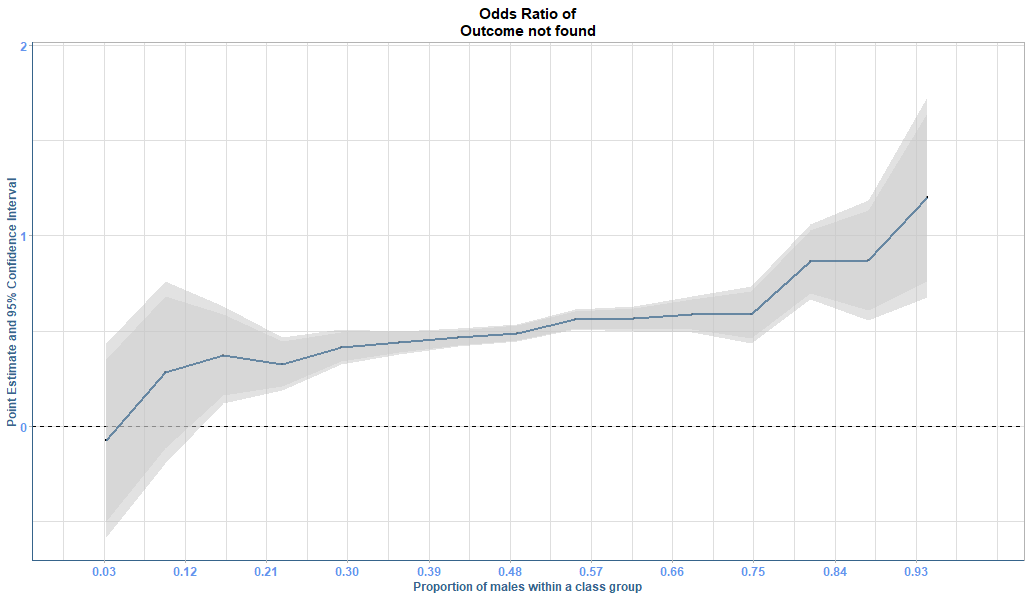 Odds Ratio of
Outcome not found
Point Estimate and 95% Confidence Interval
2
1
0
0.03 0.12 0.21 0.30 0.39 0.48 0.57 0.66 0.75 0.84 0.93
Proportion of males within a class group